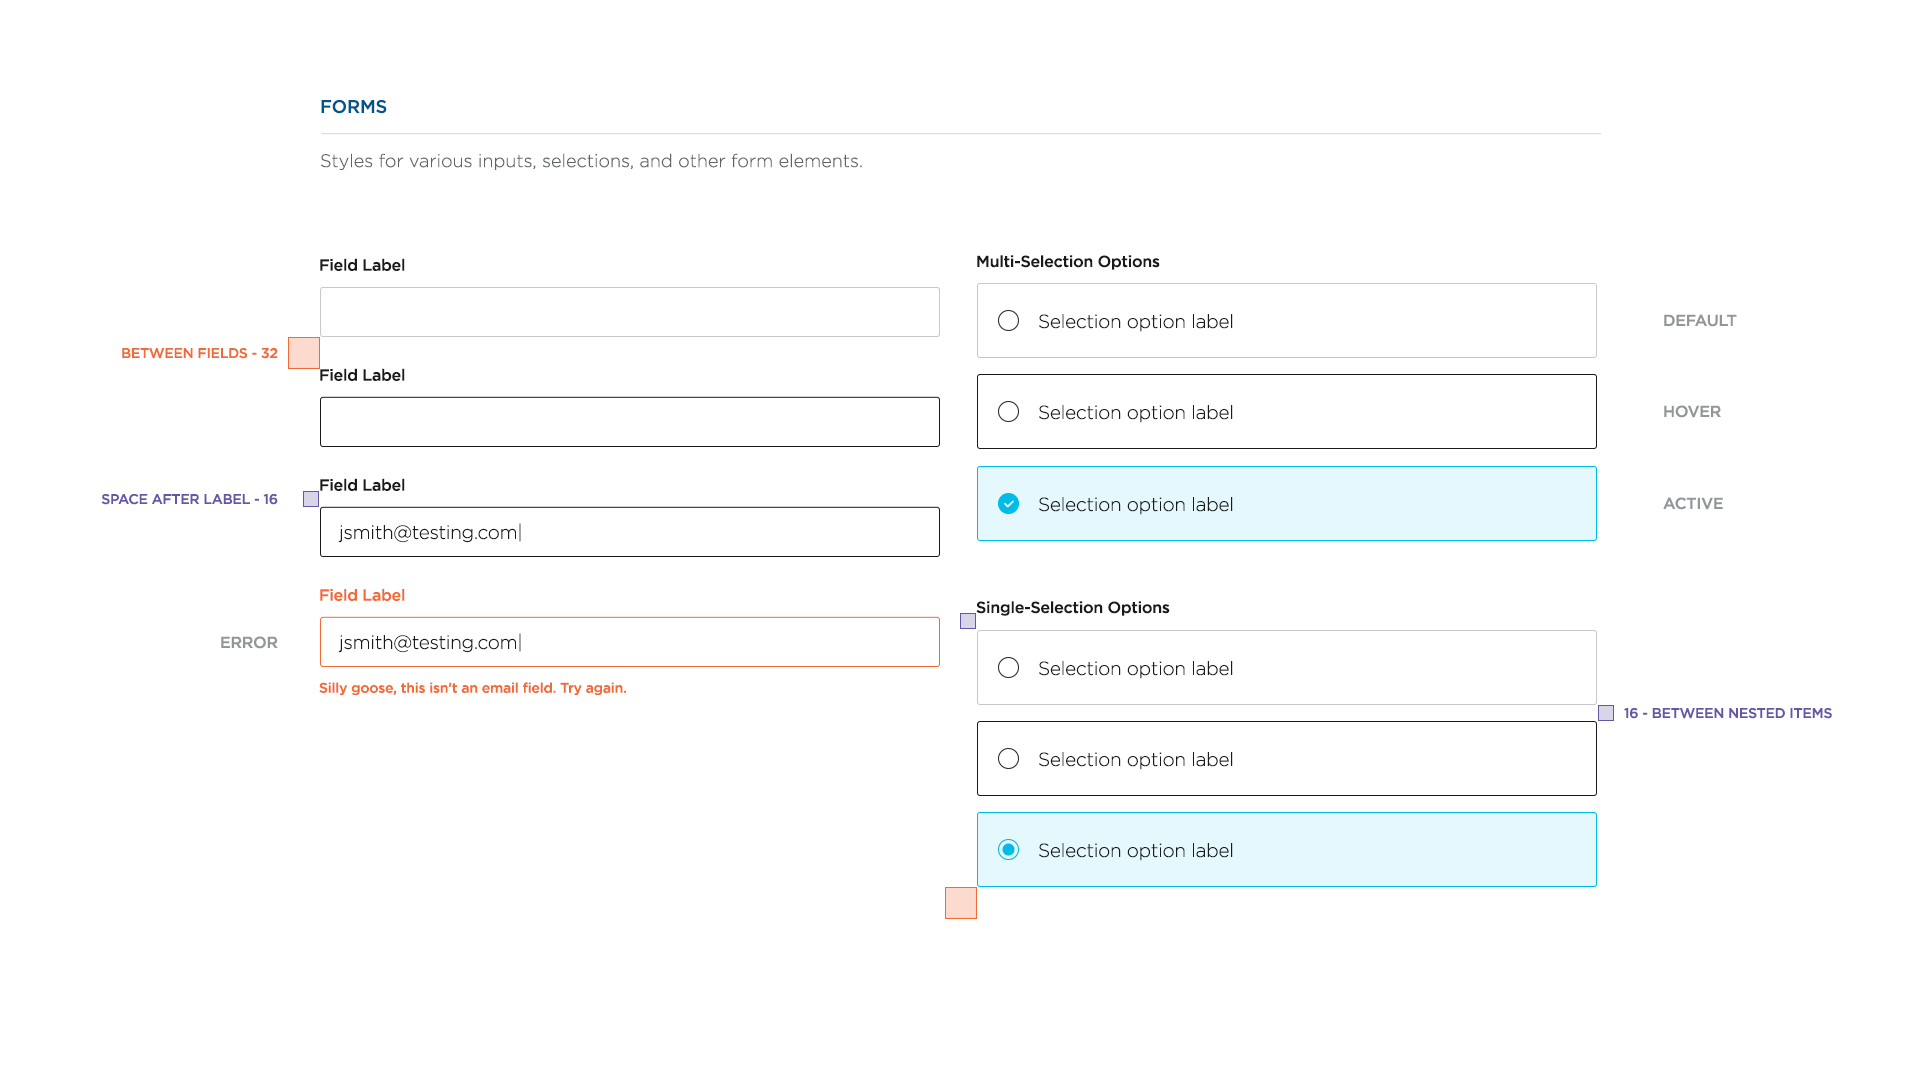 FORMS
Styles for various inputs, selections, and other form elements.
Field Label
BETWEEN FIELDS - 32
Field Label
SPACE AFTER LABEL - 16
Field Label
jsmith@testing.com
Field Label
ERROR
jsmith@testing.com
Silly goose, this isn't an email field. Try again.
Multi-Selection Options
Selection option label
DEFAULT
Selection option label
HOVER
Selection option label
ACTIVE
Single-Selection Options
Selection option label
16 - BETWEEN NESTED ITEMS
Selection option label
Selection option label